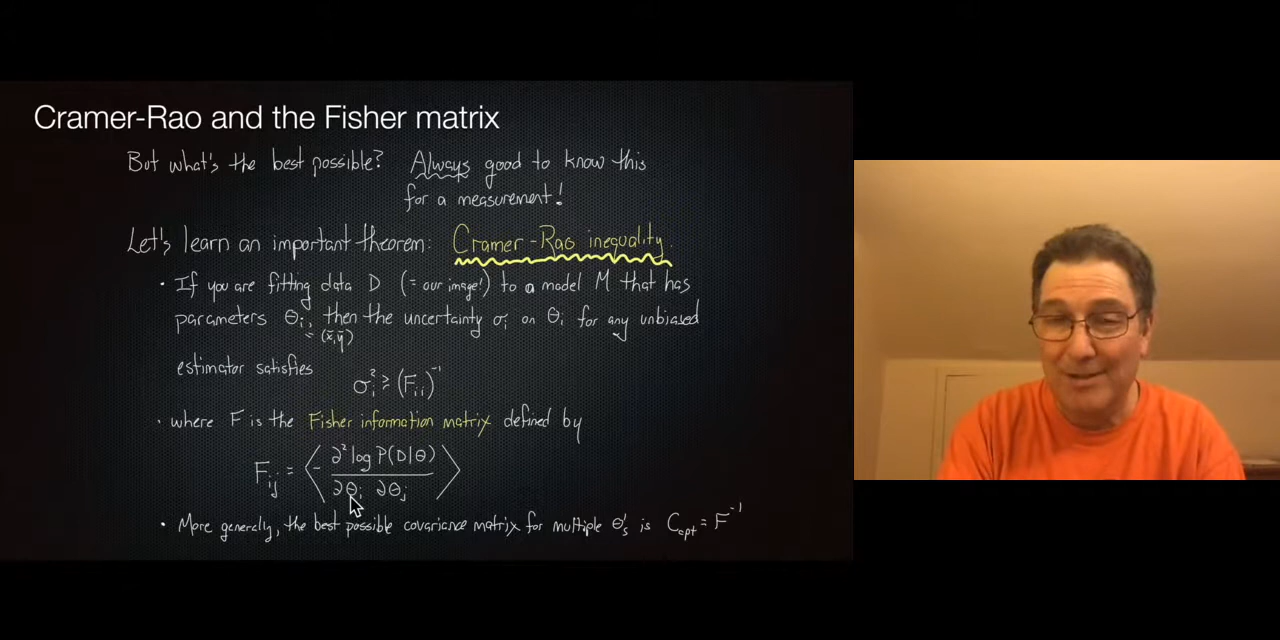 Cramer-Rao and the Fisher matrix
But what's the best possible? Always good to know this
for a measurement!
Let's learn an important theorem: Cramer-Rao inequality.
• If you are fitting data D (= our image!) to a model M that has
parameters θi, then the uncertainty σi on θi for any unbiased
= (x̄,ȳ)
estimator satisfies
σi² ≥ (Fii)⁻¹
• where F is the Fisher information matrix defined by
Fij = ⟨ - ∂² log P(D|θ) / ∂θi ∂θj ⟩
• More generally, the best possible covariance matrix for multiple θ's is Copt = F⁻¹